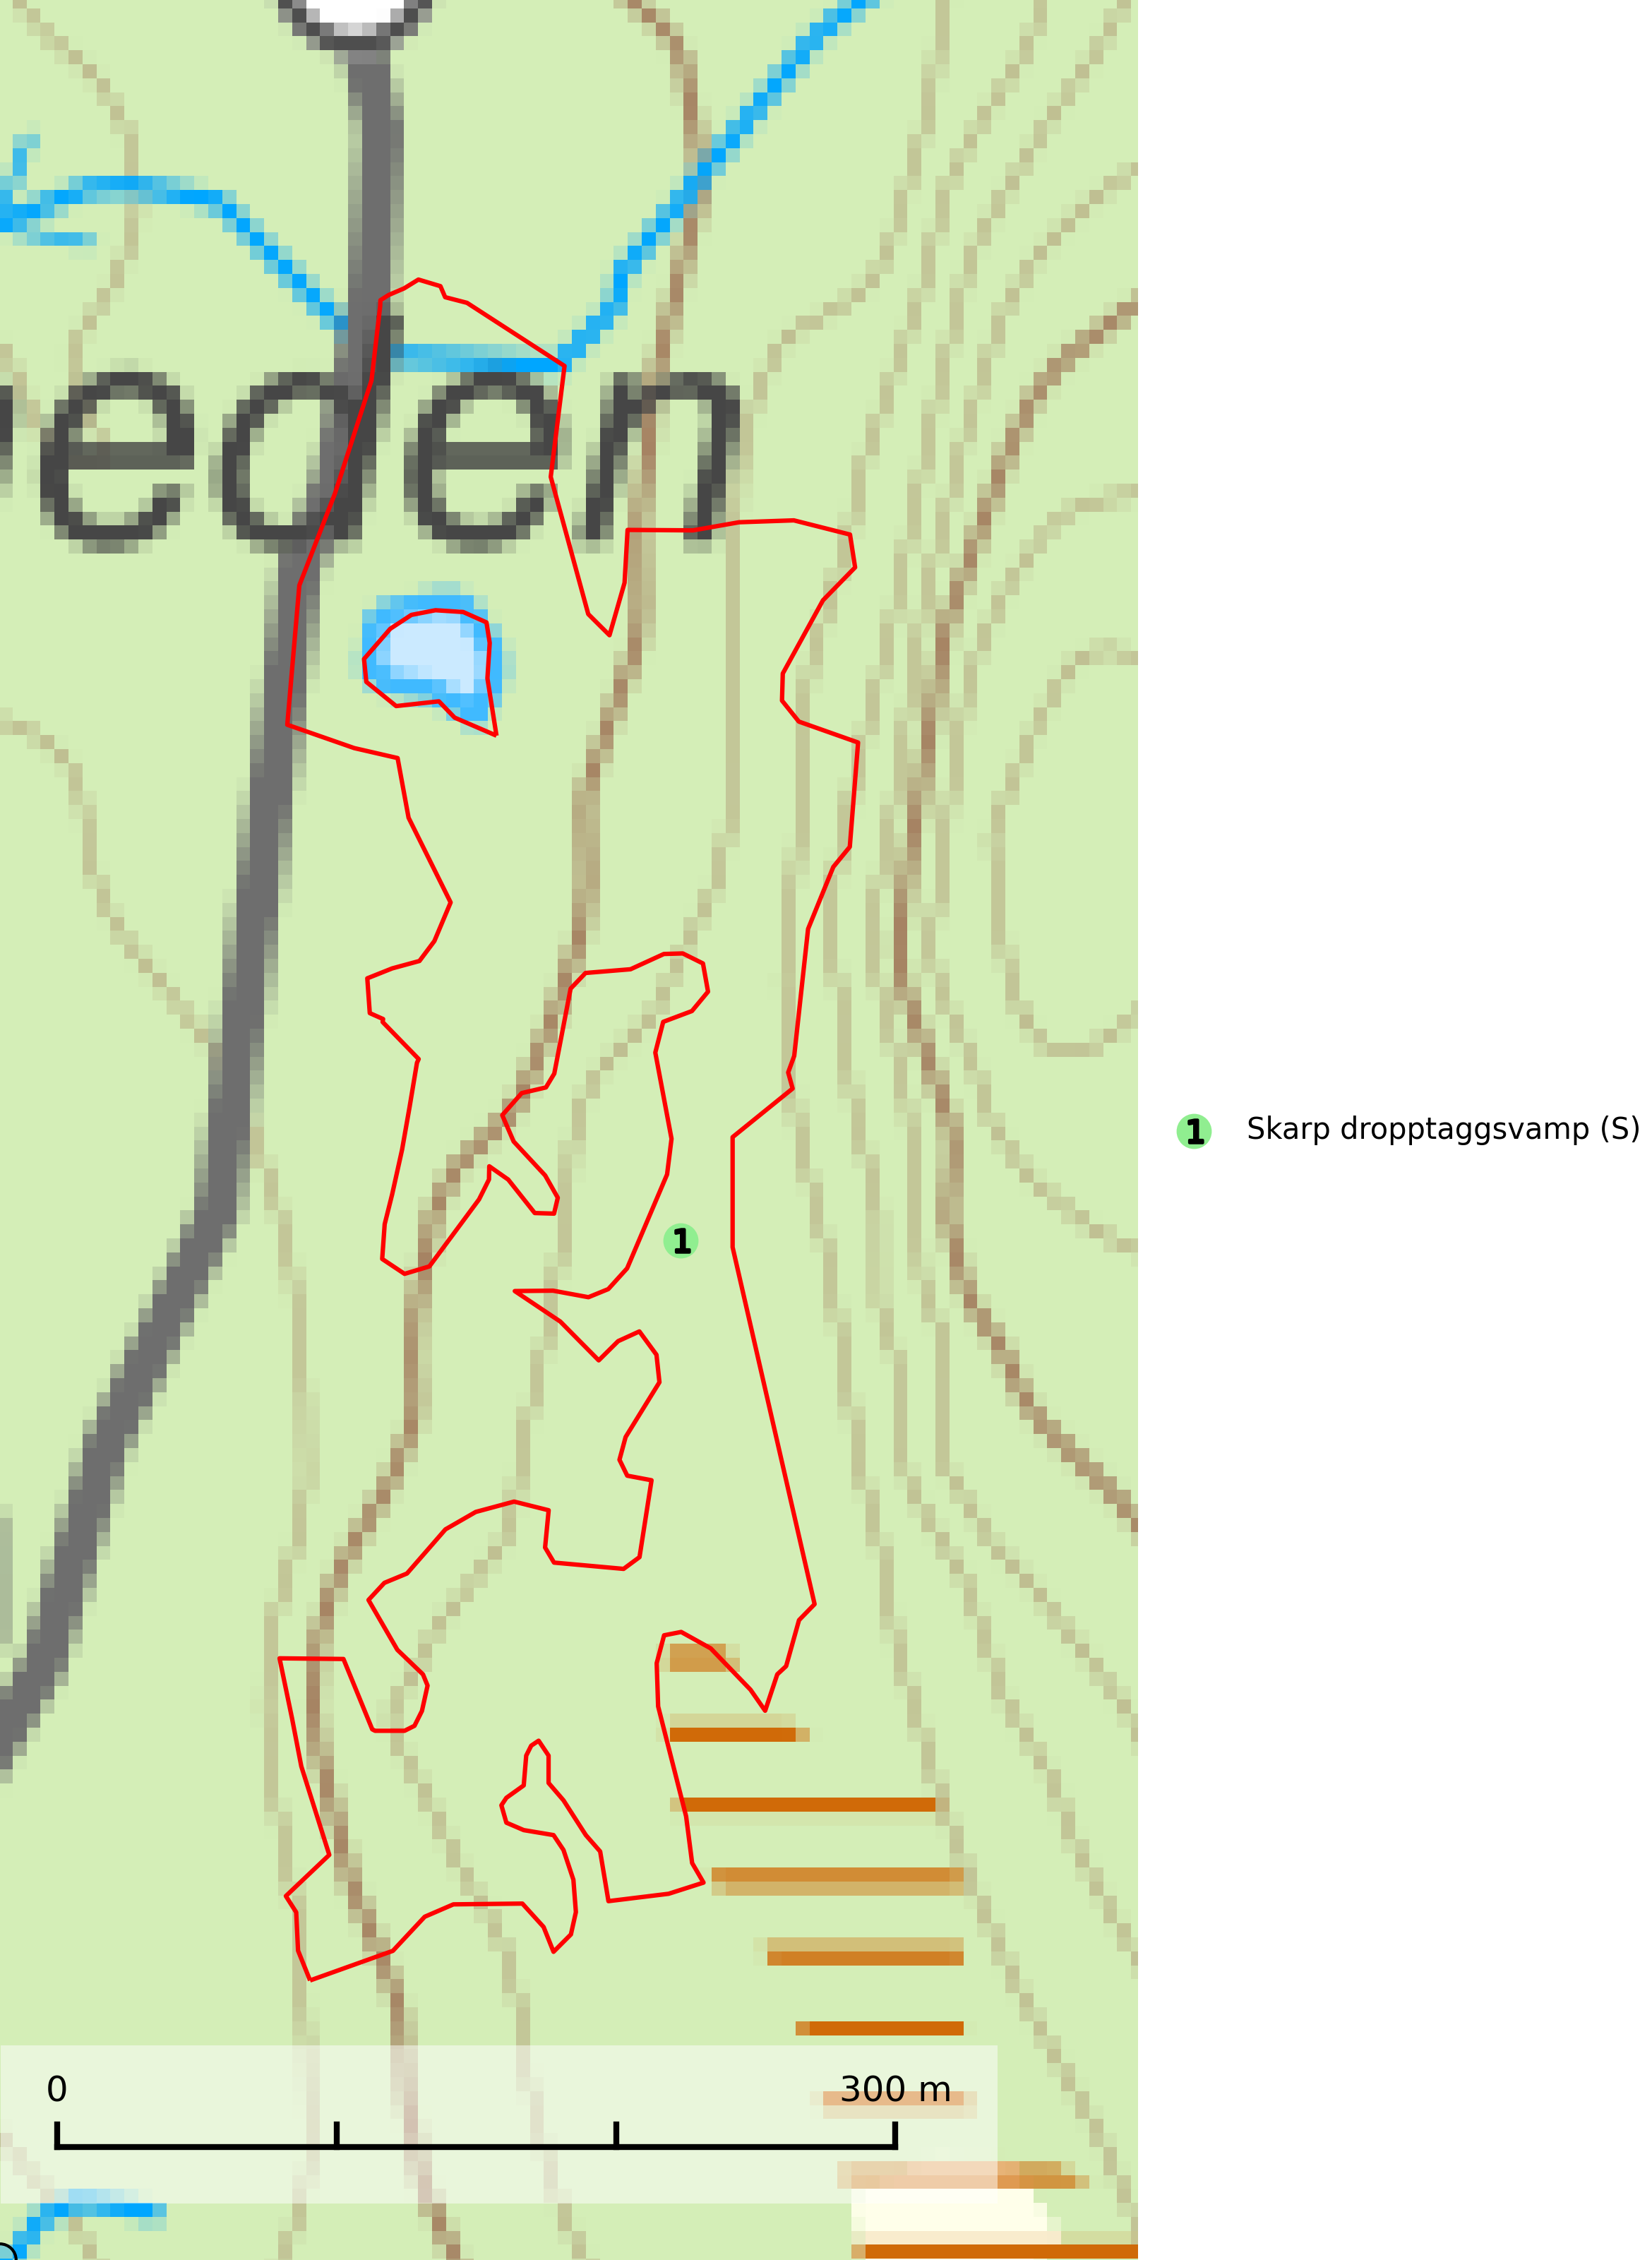 eden
1 Skarp dropptaggsvamp (S)
1
0 300 m